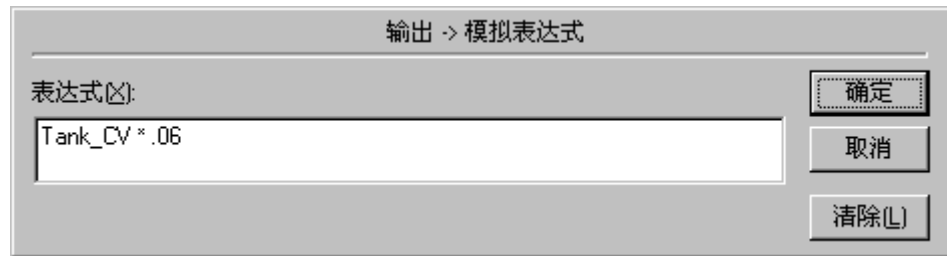 输出 -> 模拟表达式
表达式(X):
确定
Tank_CV * .06
取消
清除(L)